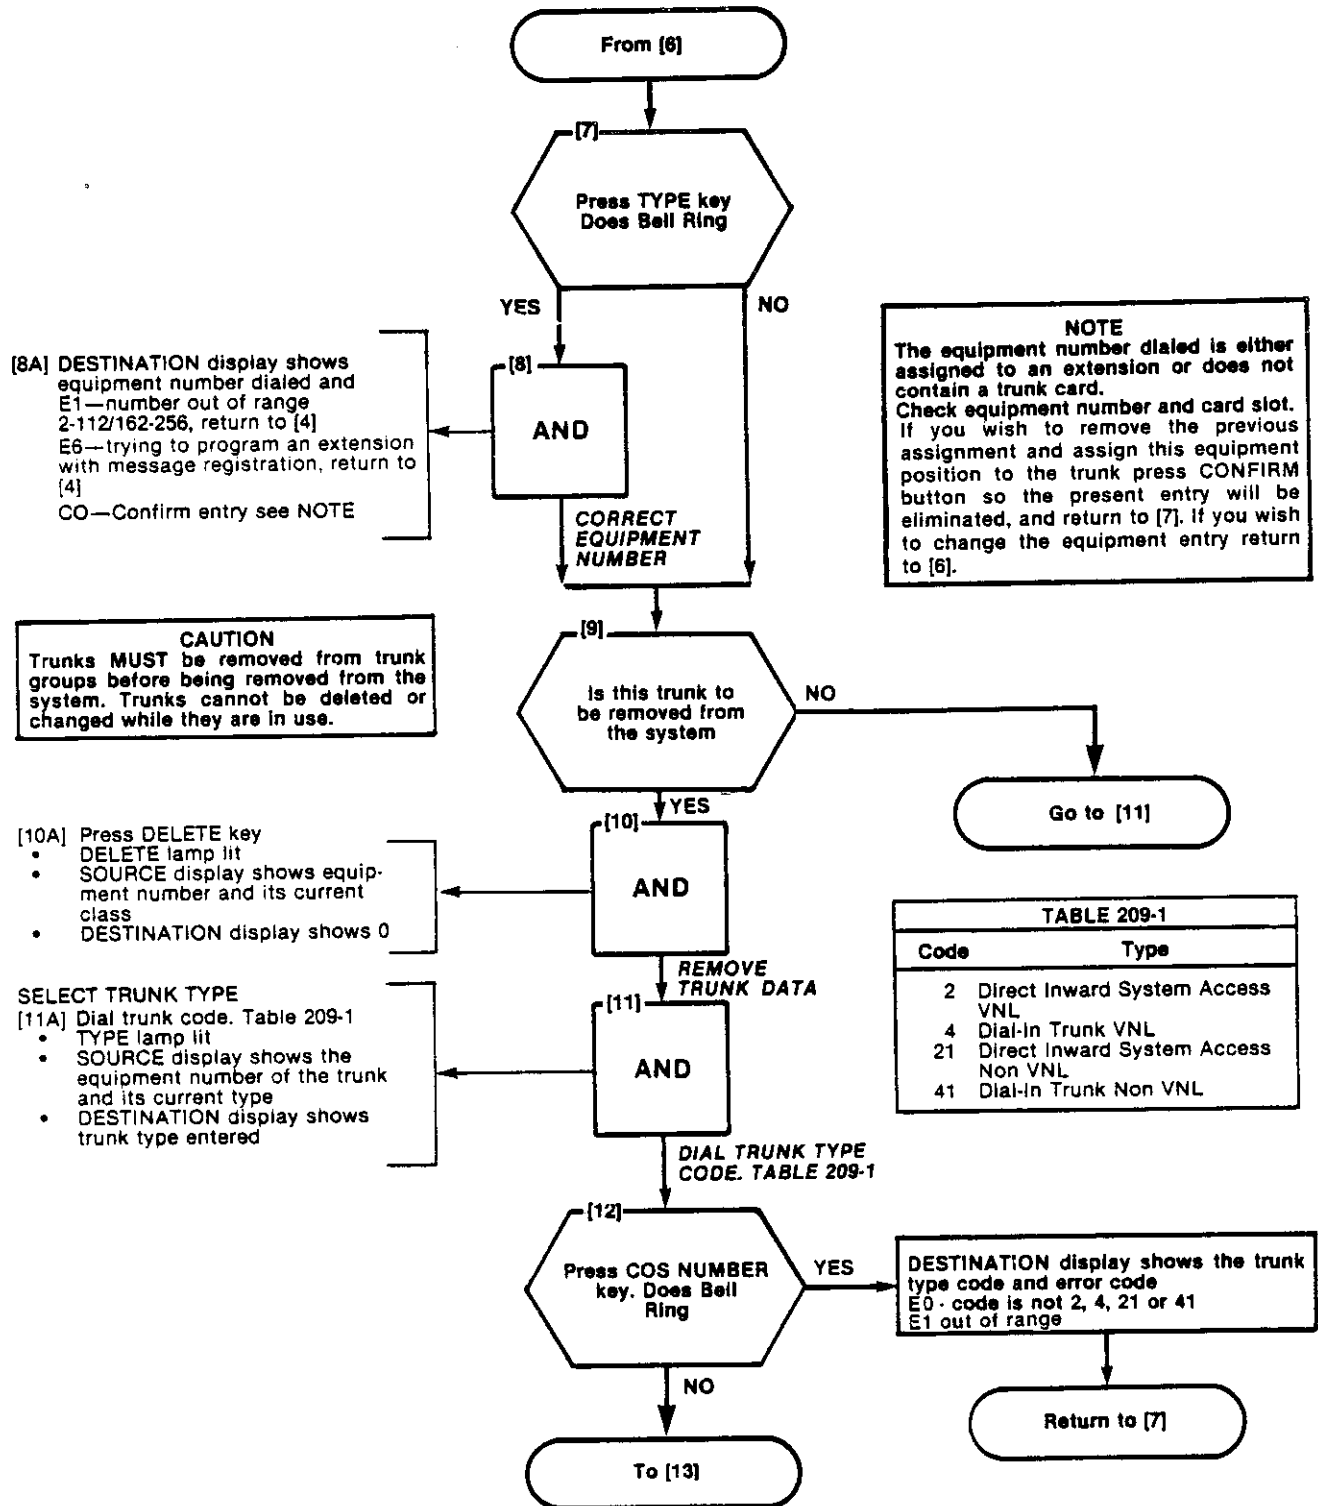 From [6]
[7]
Press TYPE key
Does Bell Ring
YES
NO
[8A] DESTINATION display shows
equipment number dialed and
E1—number out of range
2-112/162-256, return to [4]
E6—trying to program an extension
with message registration, return to
[4]
CO—Confirm entry see NOTE
[8]
AND
CORRECT
EQUIPMENT
NUMBER
NOTE
The equipment number dialed is either
assigned to an extension or does not
contain a trunk card.
Check equipment number and card slot.
If you wish to remove the previous
assignment and assign this equipment
position to the trunk press CONFIRM
button so the present entry will be
eliminated, and return to [7]. If you wish
to change the equipment entry return
to [6].
CAUTION
Trunks MUST be removed from trunk
groups before being removed from the
system. Trunks cannot be deleted or
changed while they are in use.
[9]
Is this trunk to
be removed from
the system
NO
Go to [11]
YES
[10A] Press DELETE key
• DELETE lamp lit
• SOURCE display shows equip-
ment number and its current
class
• DESTINATION display shows 0
[10]
AND
REMOVE
TRUNK DATA
TABLE 209-1
Code Type
2 Direct Inward System Access
VNL
4 Dial-In Trunk VNL
21 Direct Inward System Access
Non VNL
41 Dial-In Trunk Non VNL
SELECT TRUNK TYPE
[11A] Dial trunk code. Table 209-1
• TYPE lamp lit
• SOURCE display shows the
equipment number of the trunk
and its current type
• DESTINATION display shows
trunk type entered
[11]
AND
DIAL TRUNK TYPE
CODE. TABLE 209-1
[12]
Press COS NUMBER
key. Does Bell
Ring
YES
DESTINATION display shows the trunk
type code and error code
E0 - code is not 2, 4, 21 or 41
E1 out of range
Return to [7]
NO
To [13]